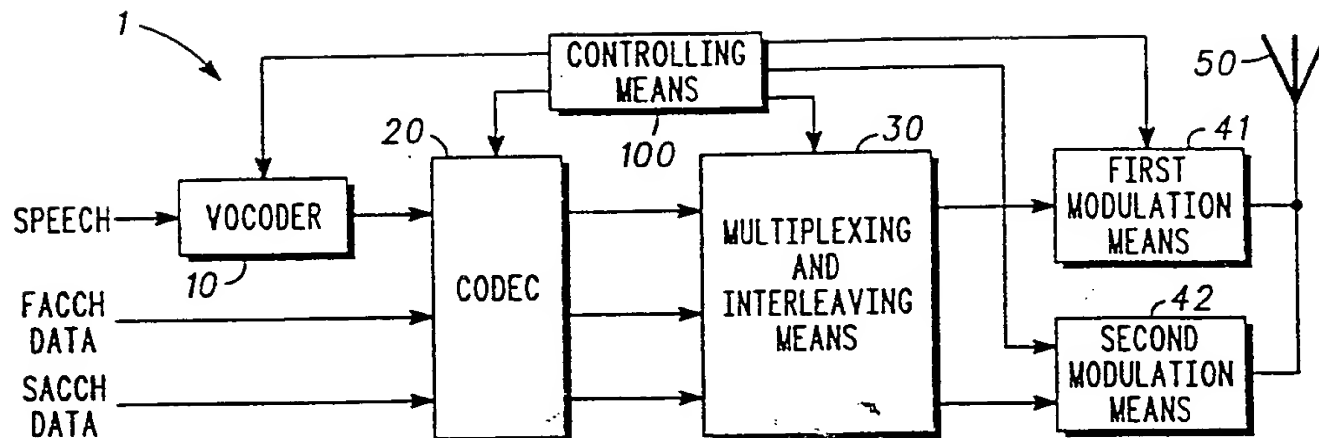 1
CONTROLLING
MEANS
100
50
20
30
41
SPEECH
VOCODER
10
FIRST
MODULATION
MEANS
CODEC
MULTIPLEXING
AND
INTERLEAVING
MEANS
FACCH
DATA
42
SECOND
MODULATION
MEANS
SACCH
DATA